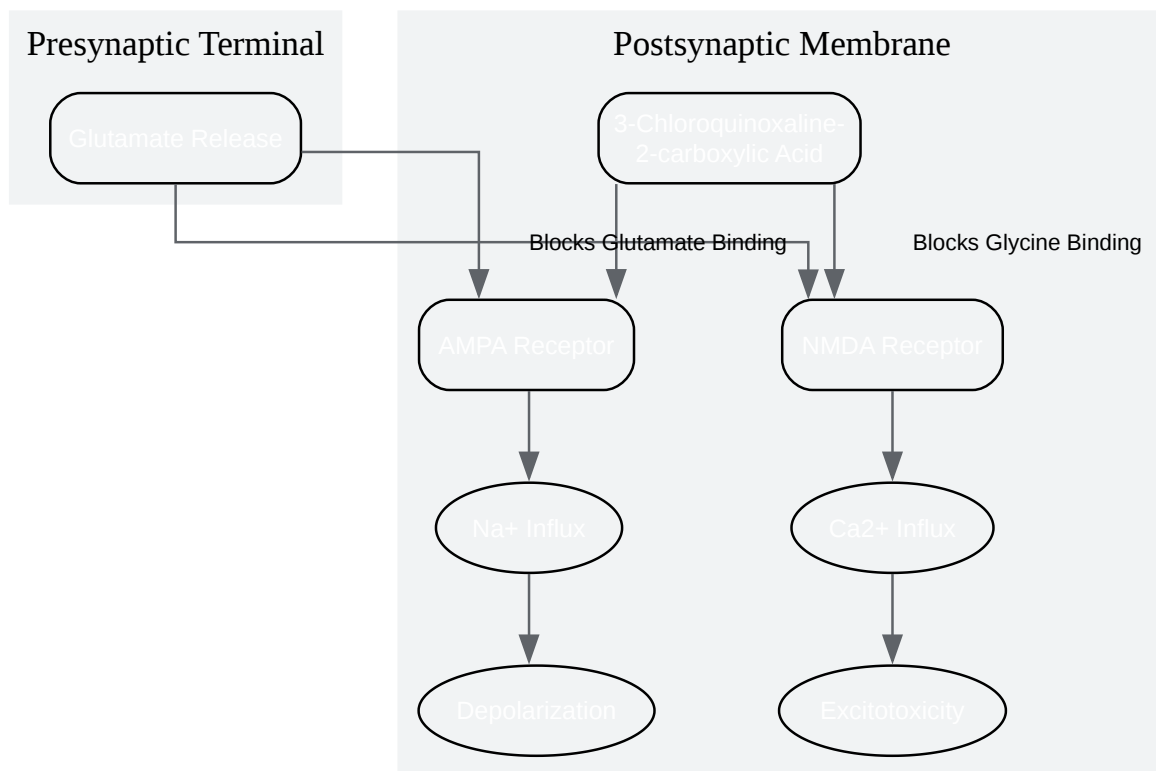 Presynaptic Terminal
Postsynaptic Membrane
Glutamate Release
3-Chloroquinoxaline-
2-carboxylic Acid
Blocks Glutamate Binding
Blocks Glycine Binding
AMPA Receptor
NMDA Receptor
Na+ Influx
Ca2+ Influx
Depolarization
Excitotoxicity